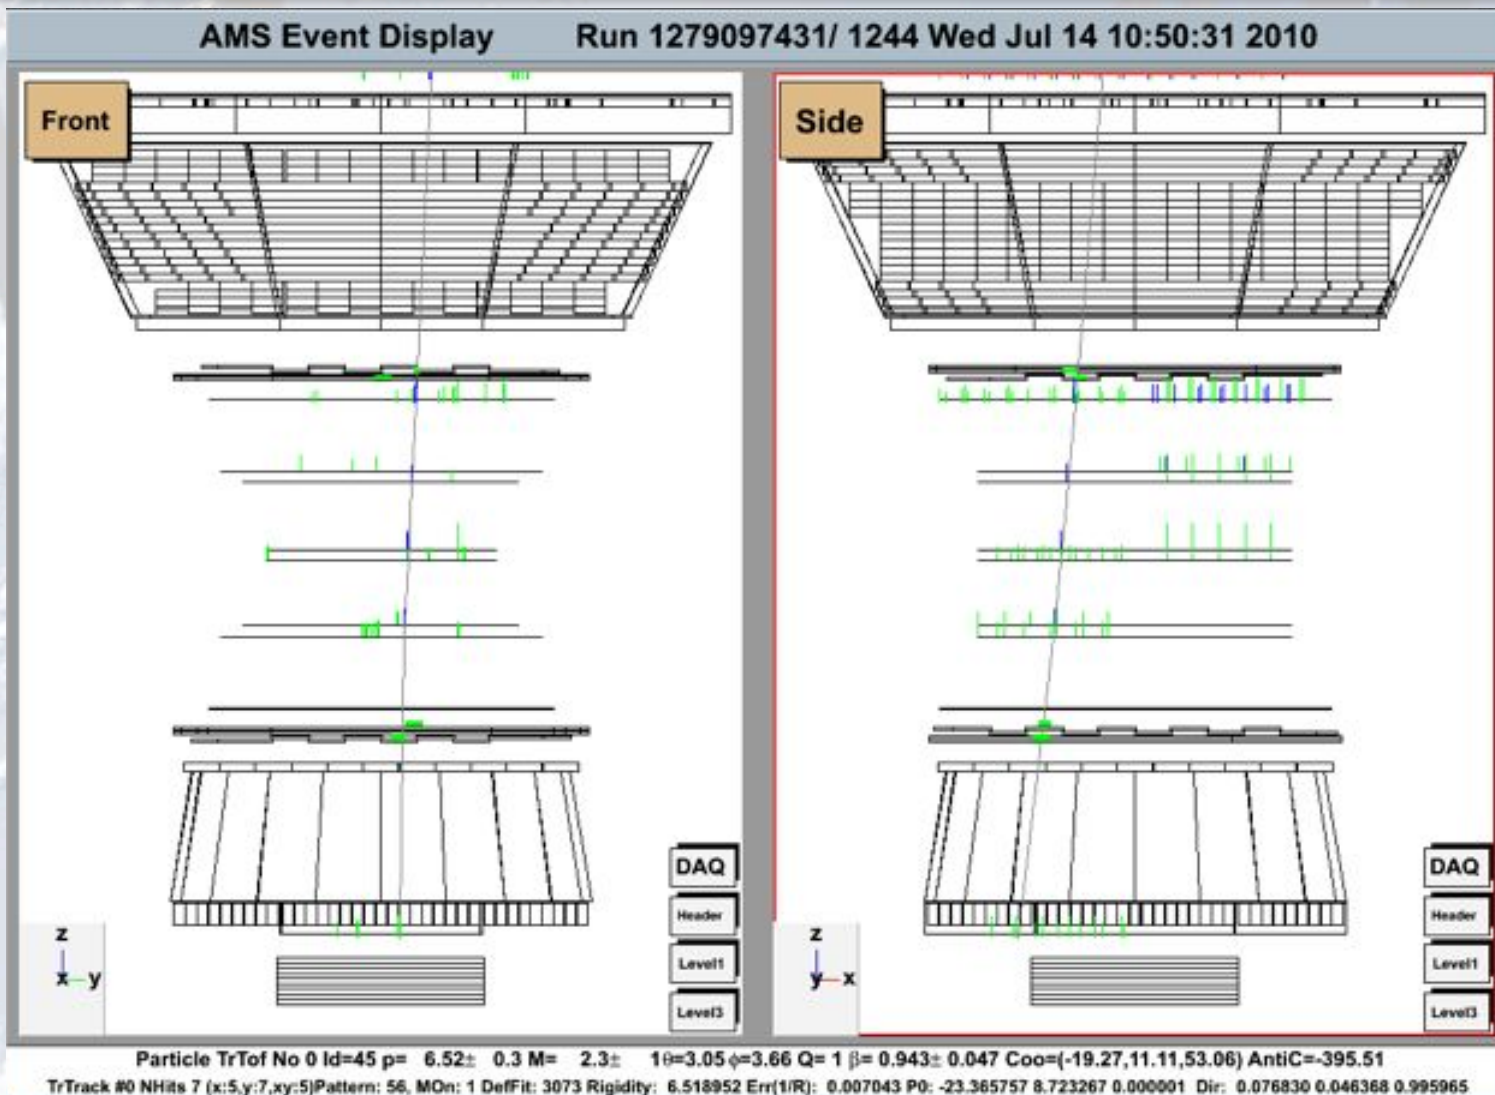 AMS Event Display Run 1279097431/ 1244 Wed Jul 14 10:50:31 2010
Front
Side
DAQ
Header
Level1
Level3
z
x y
DAQ
Header
Level1
Level3
z
y x
Particle TrTof No 0 Id=45 p= 6.52± 0.3 M= 2.3± 1θ=3.05 φ=3.66 Q= 1 β= 0.943± 0.047 Coo=(-19.27,11.11,53.06) AntiC=-395.51
TrTrack #0 NHits 7 (x:5,y:7,xy:5)Pattern: 56, MOn: 1 DefFit: 3073 Rigidity: 6.518952 Err(1/R): 0.007043 P0: -23.365757 8.723267 0.000001 Dir: 0.076830 0.046368 0.995965